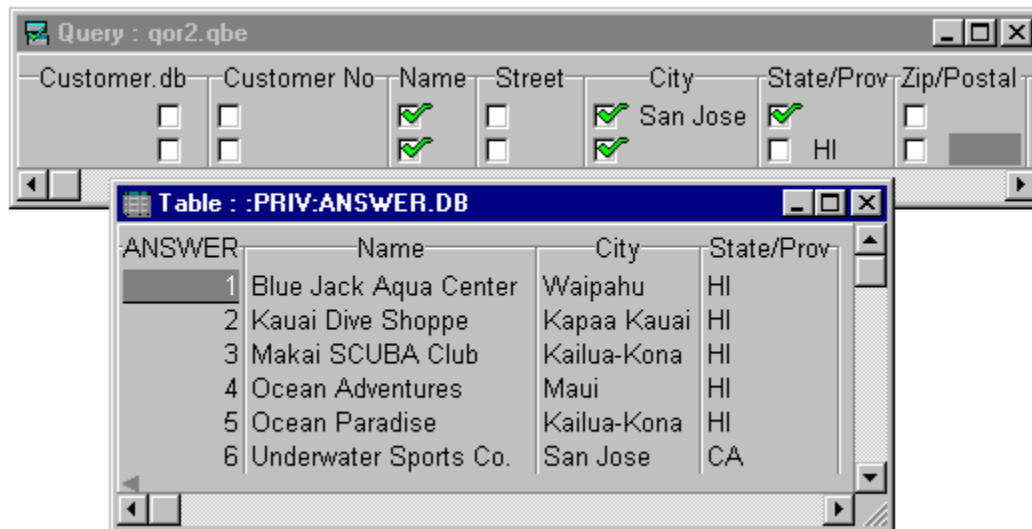 Query : qor2.qbe
Customer.db Customer No Name Street City State/Prov Zip/Postal
San Jose
HI
Table : :PRIV:ANSWER.DB
ANSWER Name City State/Prov
1 Blue Jack Aqua Center Waipahu HI
2 Kauai Dive Shoppe Kapaa Kauai HI
3 Makai SCUBA Club Kailua-Kona HI
4 Ocean Adventures Maui HI
5 Ocean Paradise Kailua-Kona HI
6 Underwater Sports Co. San Jose CA